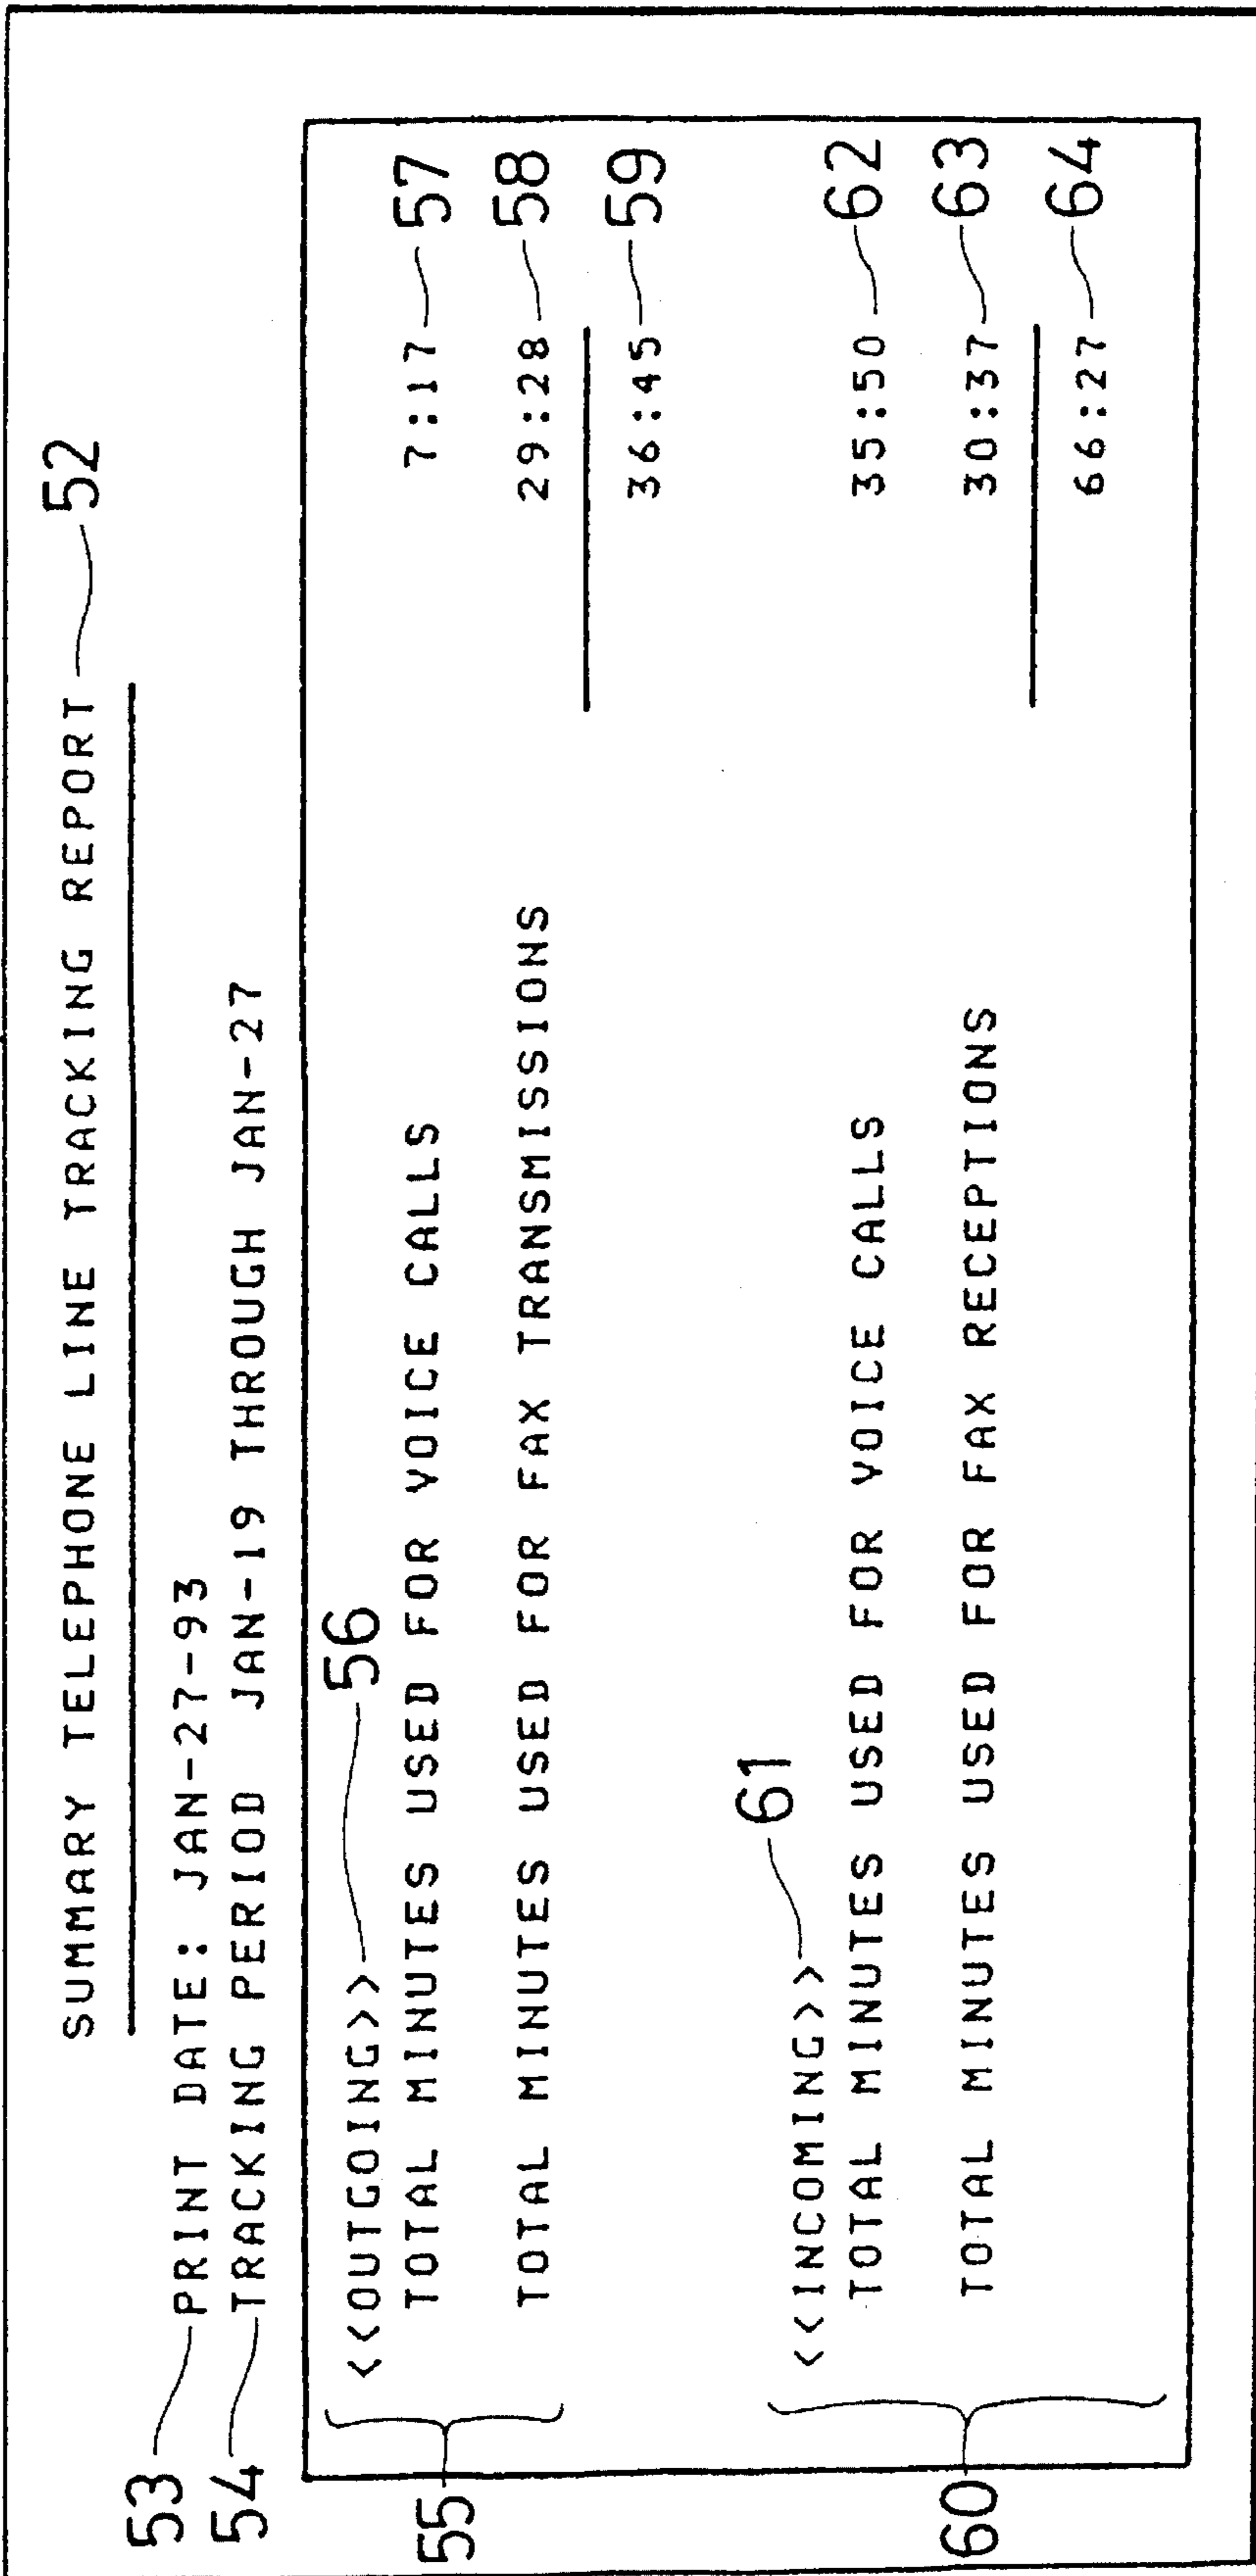 SUMMARY TELEPHONE LINE TRACKING REPORT 52
53 PRINT DATE: JAN-27-93
54 TRACKING PERIOD JAN-19 THROUGH JAN-27
<<OUTGOING>> 56
55 TOTAL MINUTES USED FOR VOICE CALLS 7:17 57
TOTAL MINUTES USED FOR FAX TRANSMISSIONS 29:28 58
36:45 59
<<INCOMING>> 61
TOTAL MINUTES USED FOR VOICE CALLS 35:50 62
60 TOTAL MINUTES USED FOR FAX RECEPTIONS 30:37 63
66:27 64